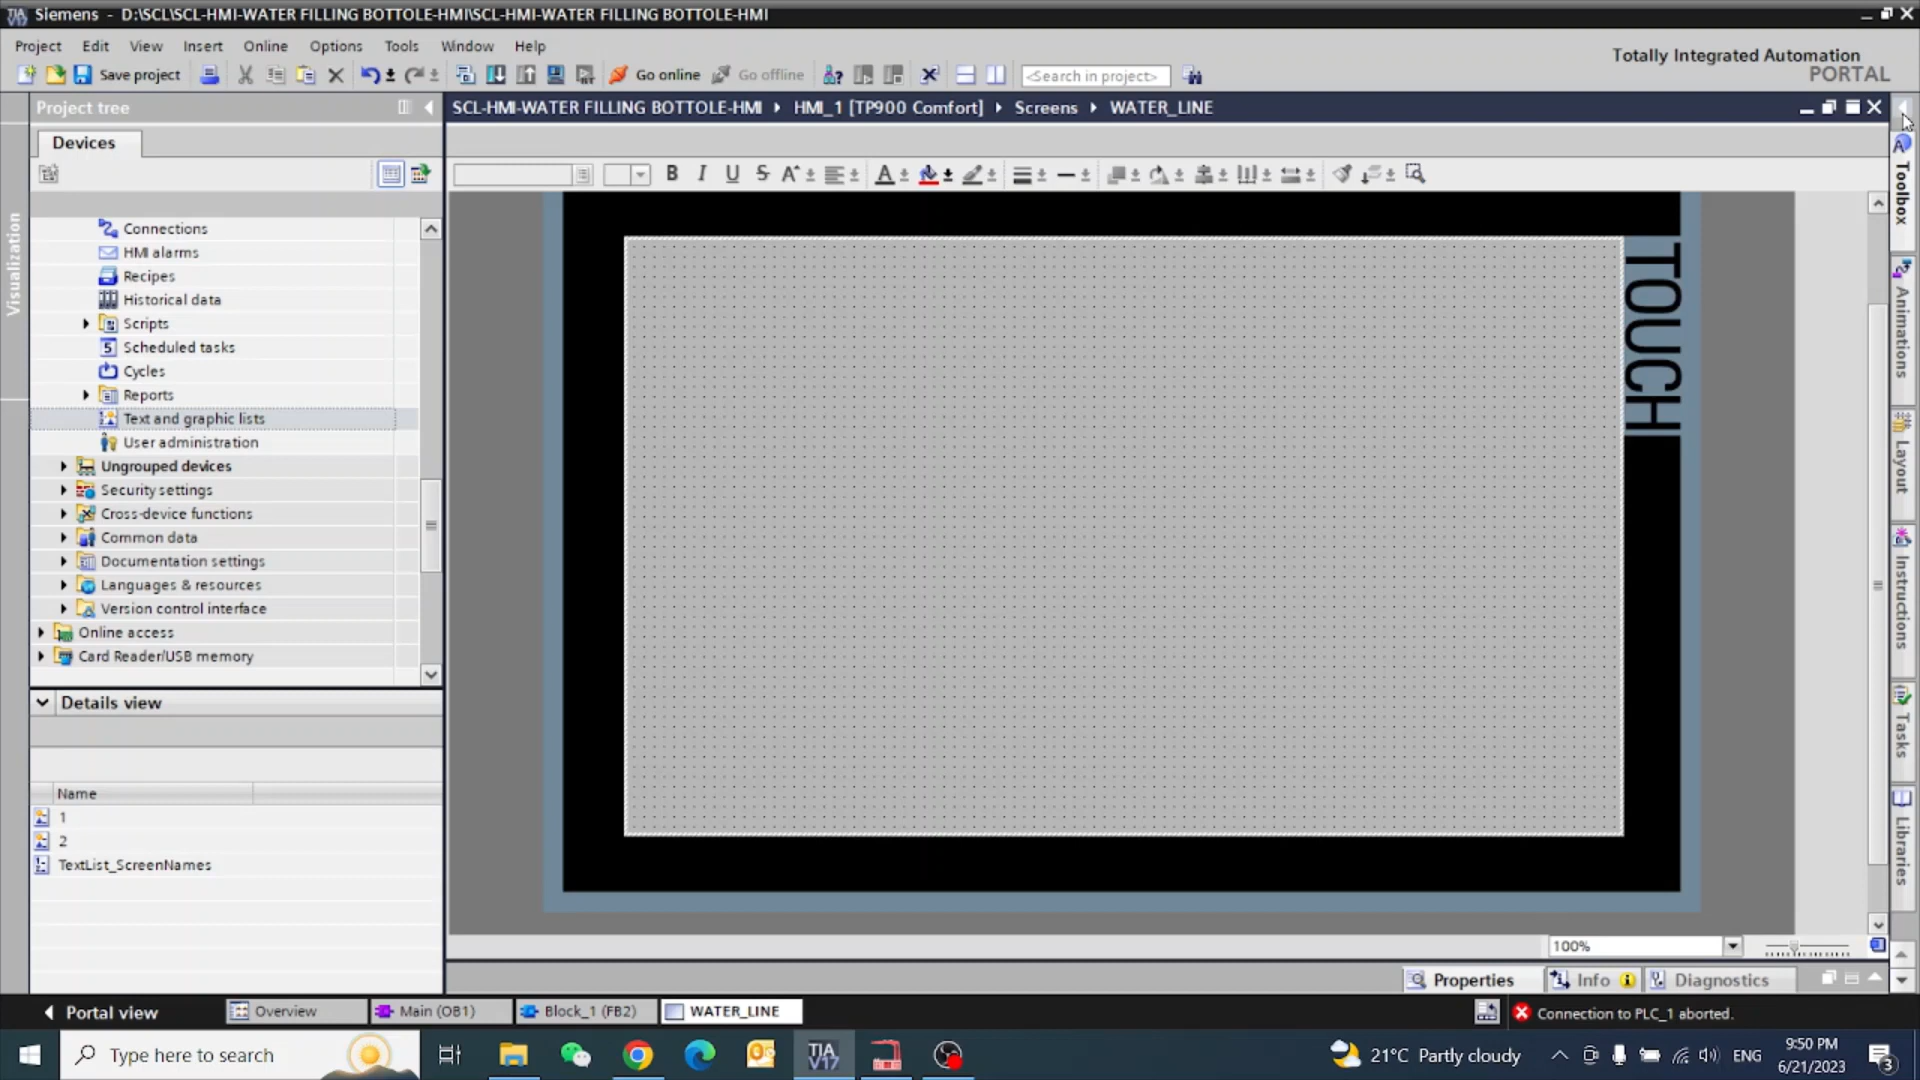 Siemens - D:\SCL\SCL-HMI-WATER FILLING BOTTOLE-HMI\SCL-HMI-WATER FILLING BOTTOLE-HMI
Project Edit View Insert Online Options Tools Window Help
Totally Integrated Automation
PORTAL
Save project
Go online
Go offline
<Search in project>
Project tree
SCL-HMI-WATER FILLING BOTTOLE-HMI HMI_1 [TP900 Comfort] Screens WATER_LINE
Devices
B I U S A A
Visualization
Connections
HMI alarms
Recipes
Historical data
Scripts
Scheduled tasks
Cycles
Reports
Text and graphic lists
User administration
Ungrouped devices
Security settings
Cross-device functions
Common data
Documentation settings
Languages & resources
Version control interface
Online access
Card Reader/USB memory
Details view
Name
1
2
TextList_ScreenNames
TOUCH
Toolbox
Animations
Layout
Instructions
Tasks
Libraries
100%
Properties Info Diagnostics
Portal view Overview Main (OB1) Block_1 (FB2) WATER_LINE
Connection to PLC_1 aborted.
Type here to search
TIA
V17
21°C Partly cloudy
ENG
9:50 PM
6/21/2023
3